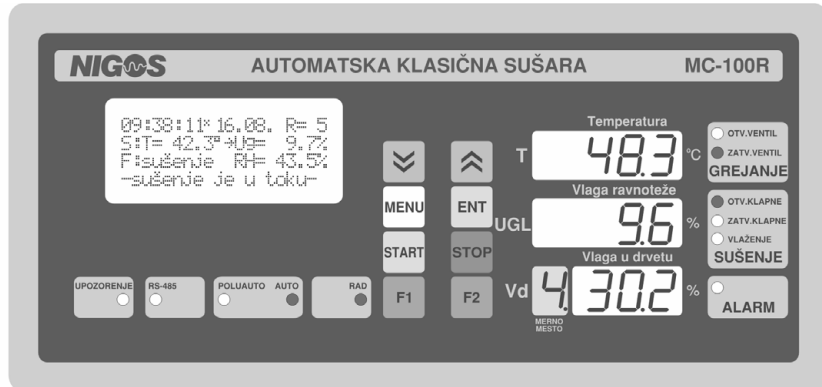 NIGOS AUTOMATSKA KLASIČNA SUŠARA MC-100R
09:38:11* 16.08. R= 5
S:T= 42.3° →Ug= 9.7%
F:sušenje RH= 43.5%
-sušenje je u toku-
MENU ENT
START STOP
F1 F2
UPOZORENJE RS-485 POLUAUTO AUTO RAD
Temperatura
T 48.3 °C
Vlaga ravnoteže
UGL 9.6 %
Vlaga u drvetu
Vd 4. 30.2 %
MERNO
MESTO
OTV.VENTIL
ZATV.VENTIL
GREJANJE
OTV.KLAPNE
ZATV.KLAPNE
VLAŽENJE
SUŠENJE
ALARM